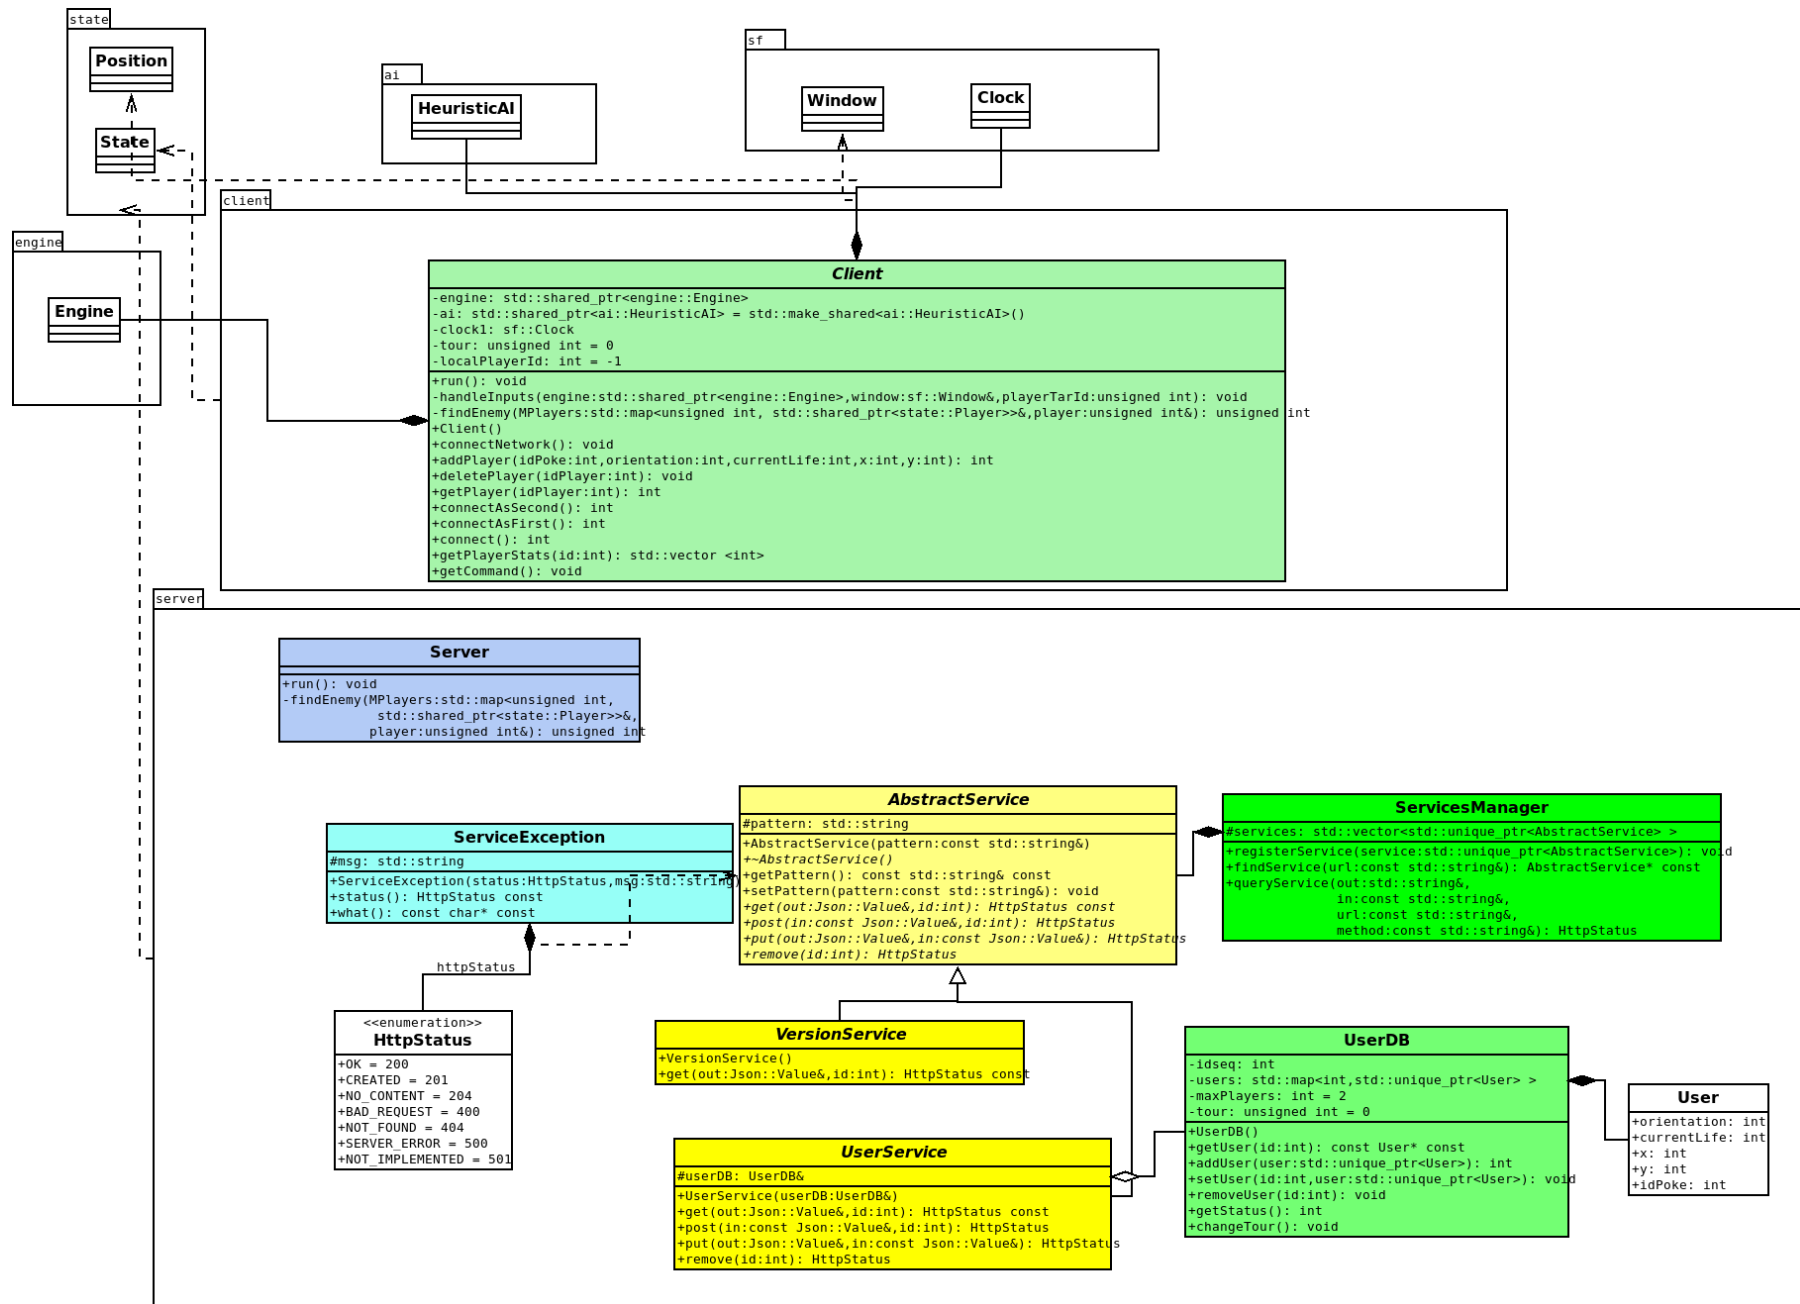 state
Position
State
ai
HeuristicAI
sf
Window
Clock
engine
Engine
client
Client
-engine: std::shared_ptr<engine::Engine>
-ai: std::shared_ptr<ai::HeuristicAI> = std::make_shared<ai::HeuristicAI>()
-clock1: sf::Clock
-tour: unsigned int = 0
-localPlayerId: int = -1
+run(): void
-handleInputs(engine:std::shared_ptr<engine::Engine>,window:sf::Window&,playerTarId:unsigned int): void
-findEnemy(MPlayers:std::map<unsigned int, std::shared_ptr<state::Player>>&,player:unsigned int&): unsigned int
+Client()
+connectNetwork(): void
+addPlayer(idPoke:int,orientation:int,currentLife:int,x:int,y:int): int
+deletePlayer(idPlayer:int): void
+getPlayer(idPlayer:int): int
+connectAsSecond(): int
+connectAsFirst(): int
+connect(): int
+getPlayerStats(id:int): std::vector <int>
+getCommand(): void
server
Server
+run(): void
-findEnemy(MPlayers:std::map<unsigned int,
std::shared_ptr<state::Player>>&,
player:unsigned int&): unsigned int
ServiceException
#msg: std::string
+ServiceException(status:HttpStatus,msg:std::string)
+status(): HttpStatus const
+what(): const char* const
AbstractService
#pattern: std::string
+AbstractService(pattern:const std::string&)
+~AbstractService()
+getPattern(): const std::string& const
+setPattern(pattern:const std::string&): void
+get(out:Json::Value&,id:int): HttpStatus const
+post(in:const Json::Value&,id:int): HttpStatus
+put(out:Json::Value&,in:const Json::Value&): HttpStatus
+remove(id:int): HttpStatus
ServicesManager
#services: std::vector<std::unique_ptr<AbstractService> >
+registerService(service:std::unique_ptr<AbstractService>): void
+findService(url:const std::string&): AbstractService* const
+queryService(out:std::string&,
in:const std::string&,
url:const std::string&,
method:const std::string&): HttpStatus
httpStatus
<<enumeration>>
HttpStatus
+OK = 200
+CREATED = 201
+NO_CONTENT = 204
+BAD_REQUEST = 400
+NOT_FOUND = 404
+SERVER_ERROR = 500
+NOT_IMPLEMENTED = 501
VersionService
+VersionService()
+get(out:Json::Value&,id:int): HttpStatus const
UserService
#userDB: UserDB&
+UserService(userDB:UserDB&)
+get(out:Json::Value&,id:int): HttpStatus const
+post(in:const Json::Value&,id:int): HttpStatus
+put(out:Json::Value&,in:const Json::Value&): HttpStatus
+remove(id:int): HttpStatus
UserDB
-idseq: int
-users: std::map<int,std::unique_ptr<User> >
-maxPlayers: int = 2
-tour: unsigned int = 0
+UserDB()
+getUser(id:int): const User* const
+addUser(user:std::unique_ptr<User>): int
+setUser(id:int,user:std::unique_ptr<User>): void
+removeUser(id:int): void
+getStatus(): int
+changeTour(): void
User
+orientation: int
+currentLife: int
+x: int
+y: int
+idPoke: int